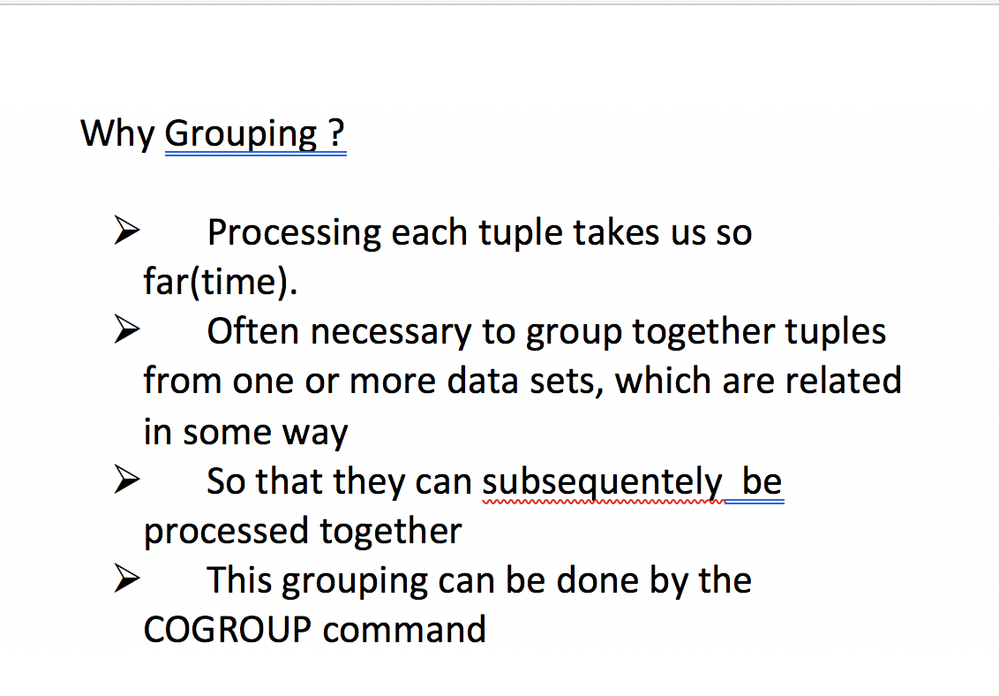 Why Grouping ?
➢ Processing each tuple takes us so
far(time).
➢ Often necessary to group together tuples
from one or more data sets, which are related
in some way
➢ So that they can subsequentely  be
processed together
➢ This grouping can be done by the
COGROUP command